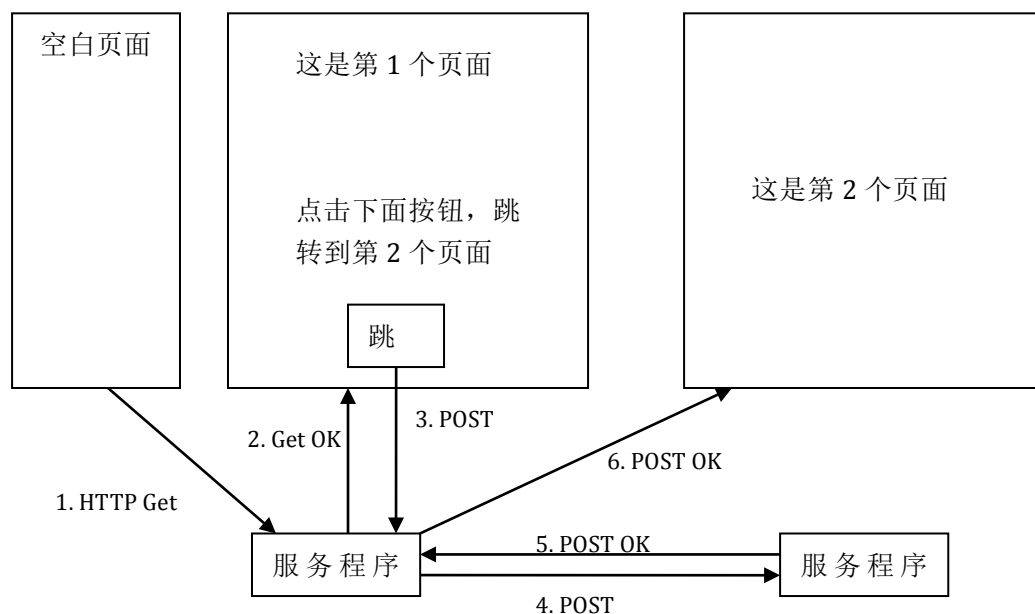 空白页面
这是第 1 个页面
点击下面按钮，跳
转到第 2 个页面
跳
这是第 2 个页面
1. HTTP Get
2. Get OK
3. POST
6. POST OK
服务程序
5. POST OK
4. POST
服务程序